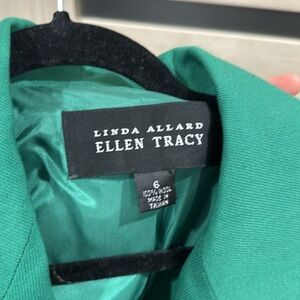 LINDA ALLARD
ELLEN TRACY
6
100% WOOL
MADE IN
TAIWAN